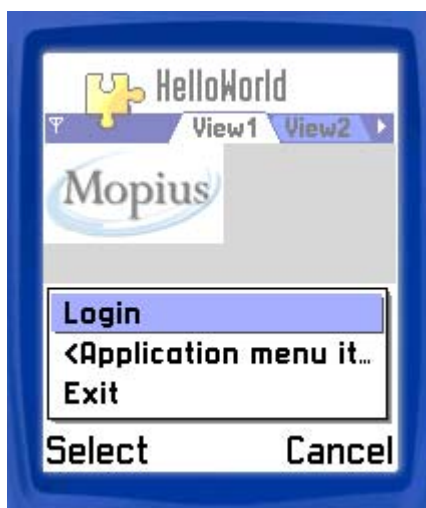 HelloWorld
View1 View2
Mopius
Login
<Application menu it…
Exit
Select Cancel